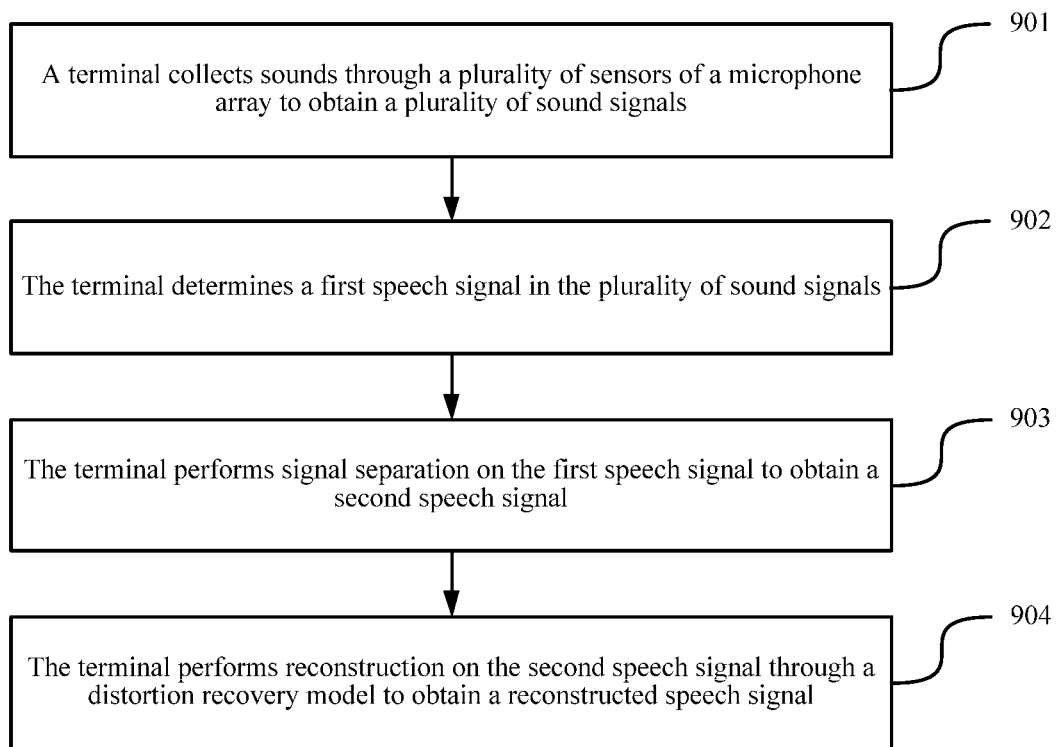 901
A terminal collects sounds through a plurality of sensors of a microphone
array to obtain a plurality of sound signals
902
The terminal determines a first speech signal in the plurality of sound signals
903
The terminal performs signal separation on the first speech signal to obtain a
second speech signal
904
The terminal performs reconstruction on the second speech signal through a
distortion recovery model to obtain a reconstructed speech signal